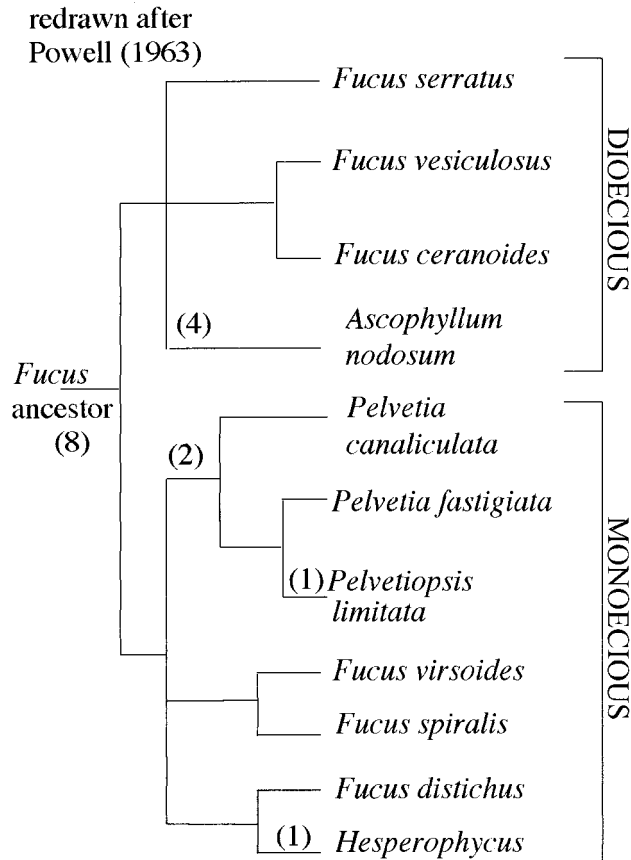 redrawn after
Powell (1963)
Fucus serratus
Fucus vesiculosus
Fucus ceranoides
(4)
Ascophyllum
nodosum
DIOECIOUS
Fucus
ancestor
(8)
(2)
Pelvetia
canaliculata
Pelvetia fastigiata
(1) Pelvetiopsis
limitata
Fucus virsoides
Fucus spiralis
Fucus distichus
(1) Hesperophycus
MONOECIOUS